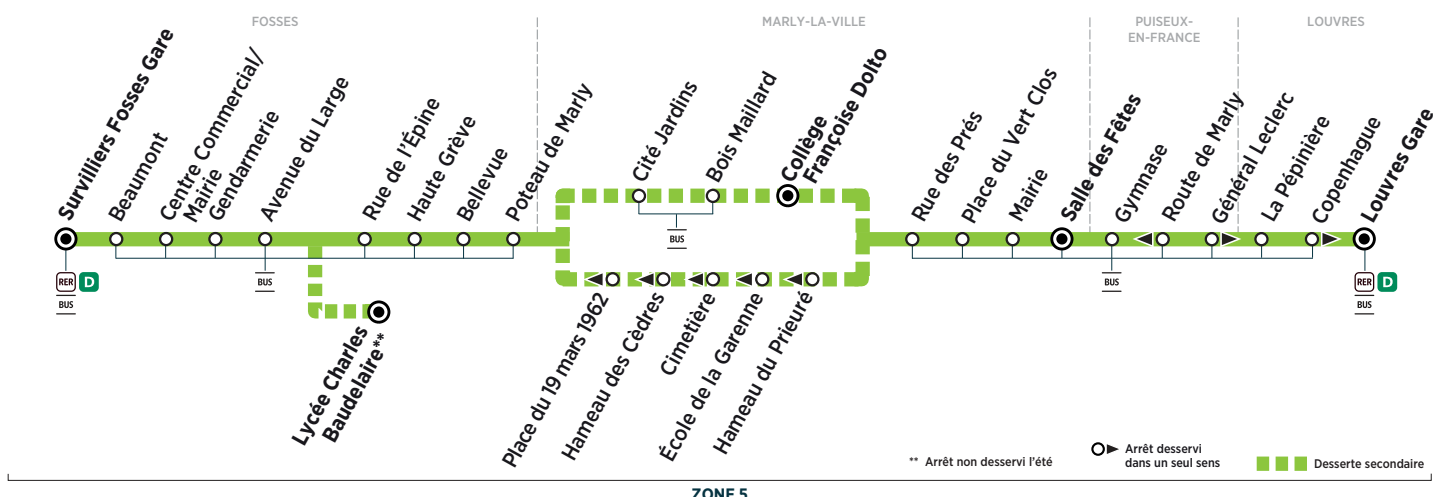 FOSSES
MARLY-LA-VILLE
PUISEUX-
EN-FRANCE
LOUVRES
Survilliers Fosses Gare
Beaumont
Centre Commercial/
Mairie
Gendarmerie
Avenue du Large
Rue de l'Épine
Haute Grève
Bellevue
Poteau de Marly
Cité Jardins
Bois Maillard
Collège
Françoise Dolto
Rue des Prés
Place du Vert Clos
Mairie
Salle des Fêtes
Gymnase
Route de Marly
Général Leclerc
La Pépinière
Copenhague
Louvres Gare
RER D
BUS
BUS
BUS
BUS
RER D
BUS
Lycée Charles
Baudelaire**
Place du 19 mars 1962
Hameau des Cèdres
Cimetière
École de la Garenne
Hameau du Prieuré
** Arrêt non desservi l'été
Arrêt desservi
dans un seul sens
Desserte secondaire
ZONE 5